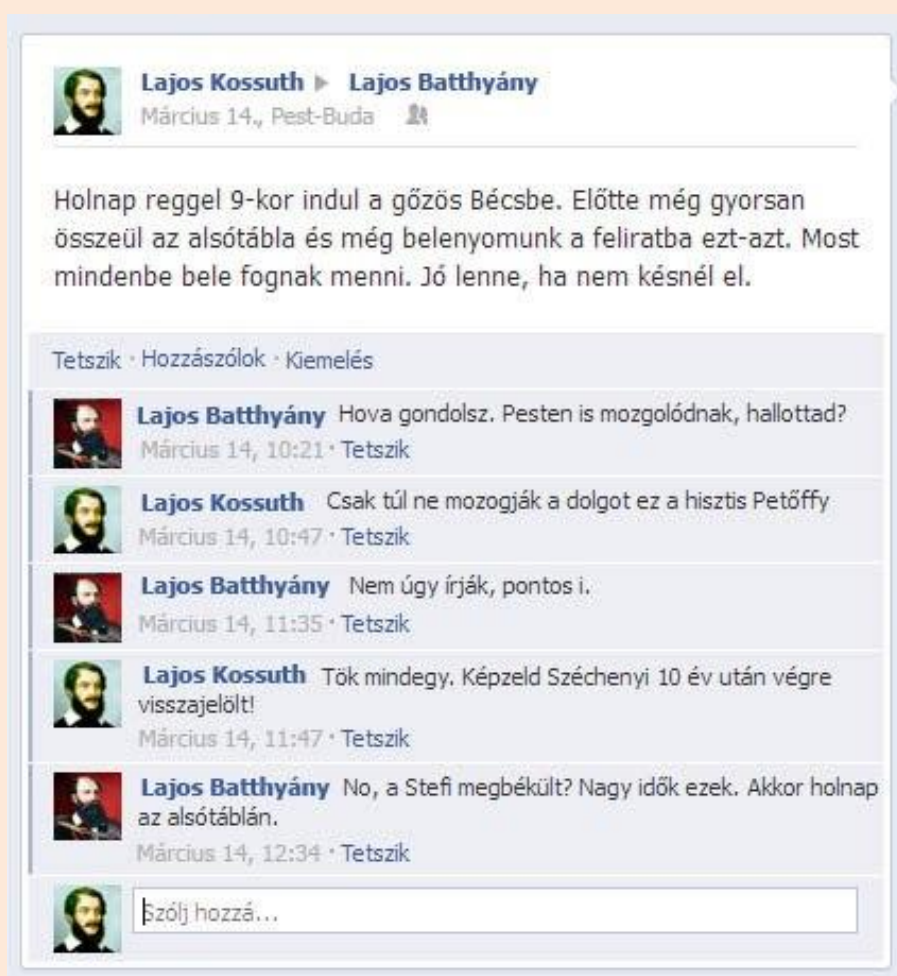 Lajos Kossuth ▶ Lajos Batthyány
Március 14., Pest-Buda
Holnap reggel 9-kor indul a gőzös Bécsbe. Előtte még gyorsan
összeül az alsótábla és még belenyomunk a feliratba ezt-azt. Most
mindenbe bele fognak menni. Jó lenne, ha nem késnél el.
Tetszik · Hozzászólok · Kiemelés
Lajos Batthyány Hova gondolsz. Pesten is mozgolódnak, hallottad?
Március 14, 10:21 · Tetszik
Lajos Kossuth Csak túl ne mozogják a dolgot ez a hisztis Petőffy
Március 14, 10:47 · Tetszik
Lajos Batthyány Nem úgy írják, pontos i.
Március 14, 11:35 · Tetszik
Lajos Kossuth Tök mindegy. Képzeld Széchenyi 10 év után végre
visszajelölt!
Március 14, 11:47 · Tetszik
Lajos Batthyány No, a Stefi megbékült? Nagy idők ezek. Akkor holnap
az alsótáblán.
Március 14, 12:34 · Tetszik
Szólj hozzá...